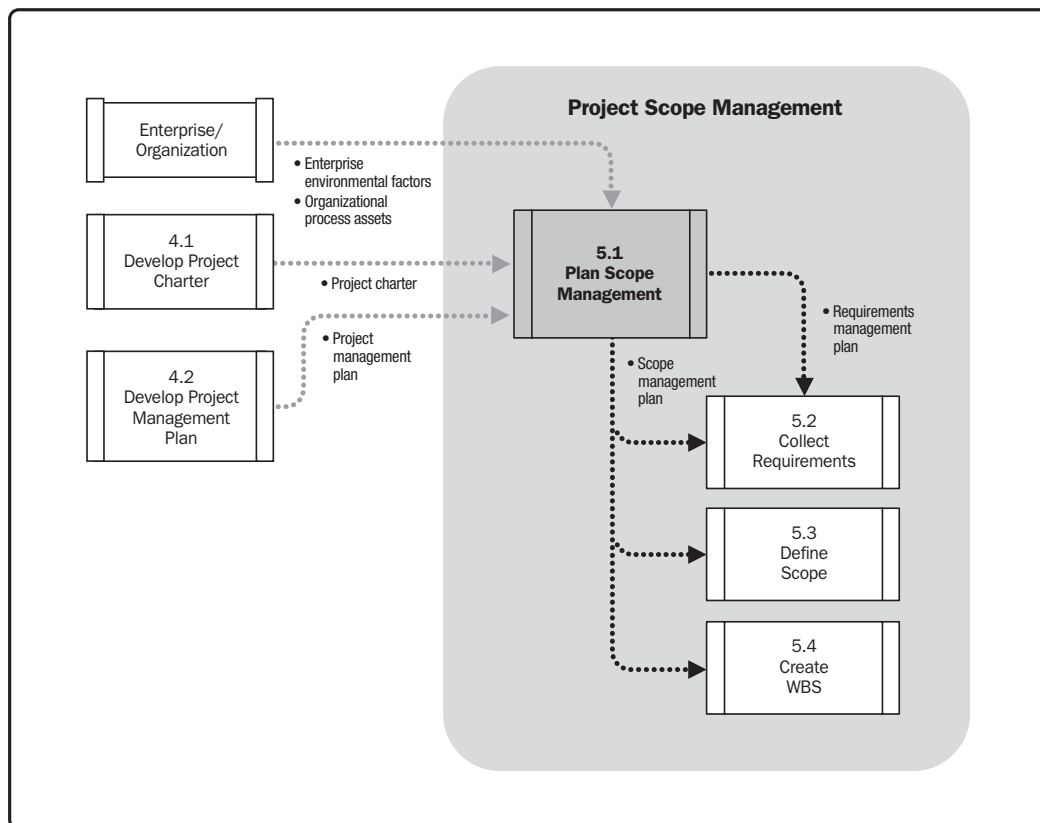 Project Scope Management
Enterprise/
Organization
• Enterprise
environmental factors
• Organizational
process assets
4.1
Develop Project
Charter
• Project charter
5.1
Plan Scope
Management
• Requirements
management
plan
4.2
Develop Project
Management
Plan
• Project
management
plan
• Scope
management
plan
5.2
Collect
Requirements
5.3
Define
Scope
5.4
Create
WBS